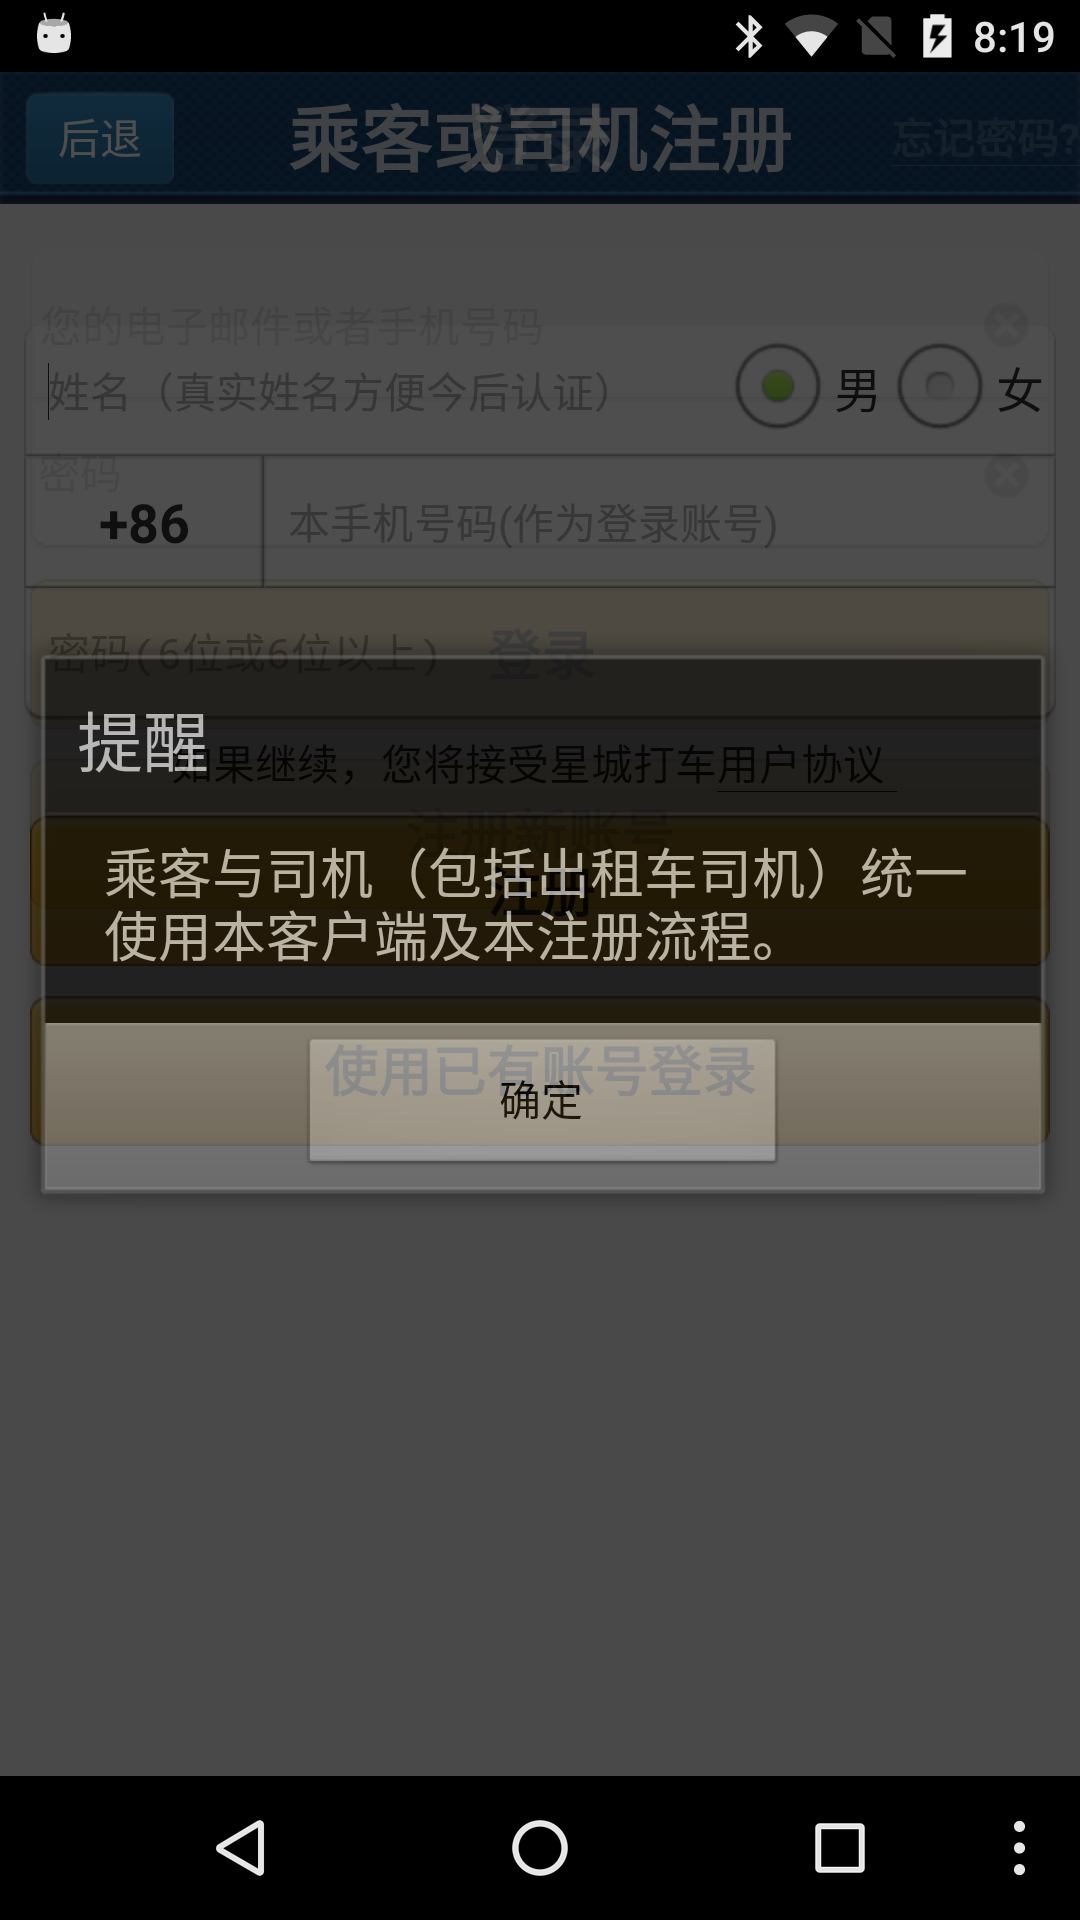 8:19
后退
乘客或司机注册
忘记密码?
您的电子邮件或者手机号码
姓名（真实姓名方便今后认证）
男
女
密码
+86
本手机号码(作为登录账号)
密码(6位或6位以上)
登录
提醒
如果继续，您将接受星城打车用户协议
注册新账号
注册
乘客与司机（包括出租车司机）统一
使用本客户端及本注册流程。
使用已有账号登录
确定